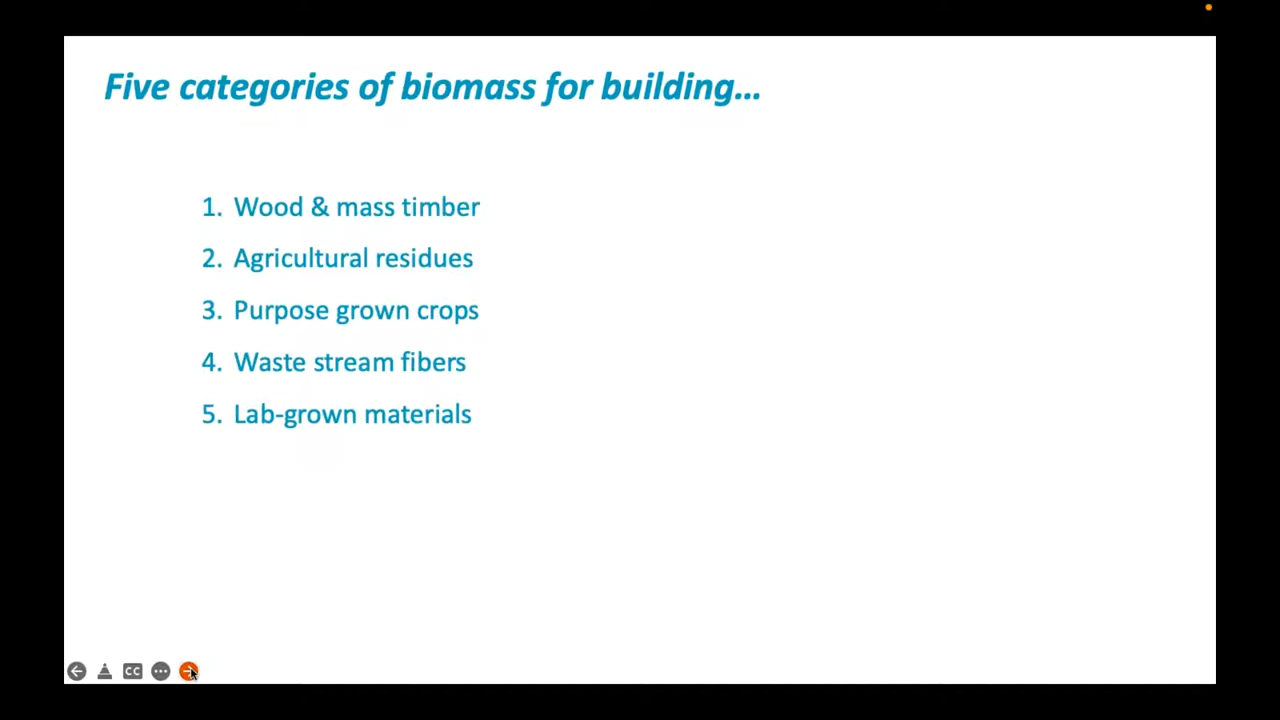 Five categories of biomass for building...
1. Wood & mass timber
2. Agricultural residues
3. Purpose grown crops
4. Waste stream fibers
5. Lab-grown materials
CC